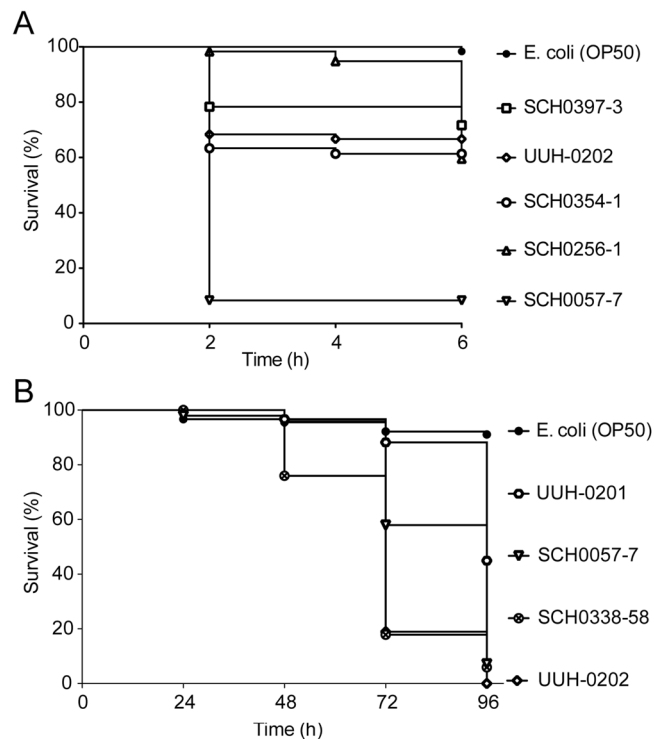 A
100
80
60
40
20
0
Survival (%)
0 2 4 6
Time (h)
E. coli (OP50)
SCH0397-3
UUH-0202
SCH0354-1
SCH0256-1
SCH0057-7
B
100
80
60
40
20
0
Survival (%)
0 24 48 72 96
Time (h)
E. coli (OP50)
UUH-0201
SCH0057-7
SCH0338-58
UUH-0202